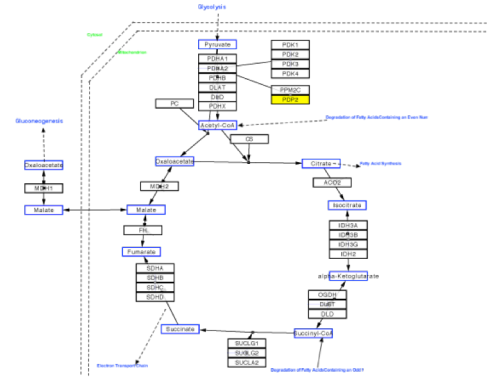 Glycolysis
Cytosol
Mitochondrion
Pyruvate
PDHA1
PDHA2
PDHB
DLAT
DLD
PDHX
PDK1
PDK2
PDK3
PDK4
PPM2C
PDP2
PC
Acetyl-CoA
Degradation of Fatty Acids Containing an Even Num
Gluconeogenesis
CS
Oxaloacetate
Oxaloacetate
Citrate
Fatty Acid Synthesis
MDH1
MDH2
ACO2
Malate
Malate
Isocitrate
FH
IDH3A
IDH3B
IDH3G
IDH2
Fumarate
SDHA
SDHB
SDHC
SDHD
alpha-Ketoglutarate
OGDH
DLST
DLD
Succinate
Succinyl-CoA
SUCLG1
SUCLG2
SUCLA2
Electron Transport Chain
Degradation of Fatty Acids Containing an Odd